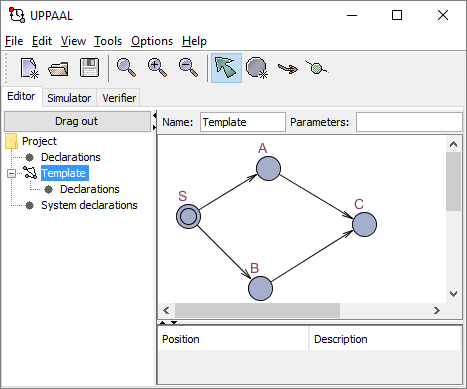 UPPAAL
File Edit View Tools Options Help
Editor Simulator Verifier
Drag out
Name: Template Parameters:
Project
Declarations
Template
Declarations
System declarations
A
S
C
B
Position Description